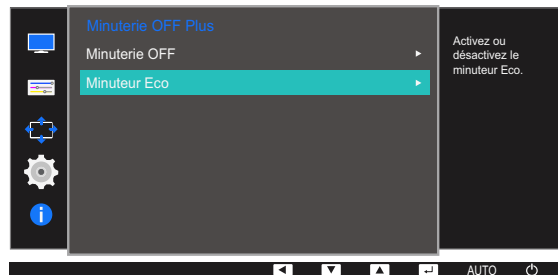 Minuterie OFF Plus
Minuterie OFF
Minuteur Eco
Activez ou
désactivez le
minuteur Eco.
AUTO